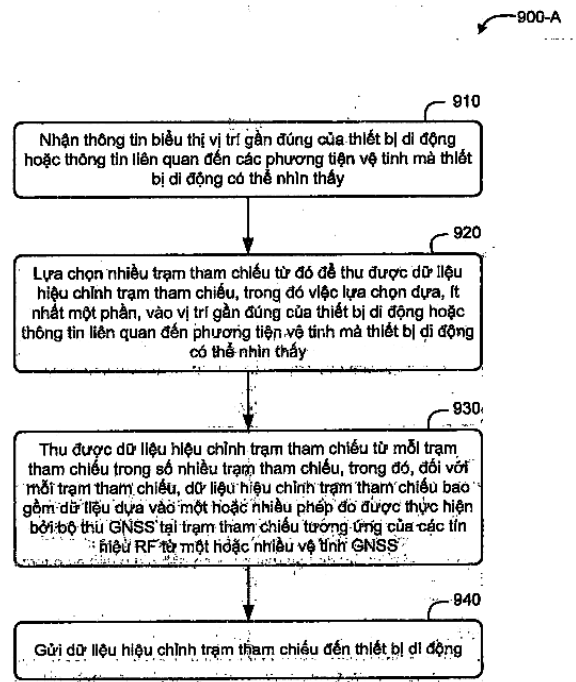 900-A
910
Nhận thông tin biểu thị vị trí gần đúng của thiết bị di động
hoặc thông tin liên quan đến các phương tiện vệ tinh mà thiết
bị di động có thể nhìn thấy
920
Lựa chọn nhiều trạm tham chiếu từ đó để thu được dữ liệu
hiệu chỉnh trạm tham chiếu, trong đó việc lựa chọn dựa, ít
nhất một phần, vào vị trí gần đúng của thiết bị di động hoặc
thông tin liên quan đến phương tiện vệ tinh mà thiết bị di động
có thể nhìn thấy
930
Thu được dữ liệu hiệu chỉnh trạm tham chiếu từ mỗi trạm
tham chiếu trong số nhiều trạm tham chiếu, trong đó, đối với
mỗi trạm tham chiếu, dữ liệu hiệu chỉnh trạm tham chiếu bao
gồm dữ liệu dựa vào một hoặc nhiều phép đo được thực hiện
bởi bộ thu GNSS tại trạm tham chiếu tương ứng của các tín
hiệu RF từ một hoặc nhiều vệ tinh GNSS
940
Gửi dữ liệu hiệu chỉnh trạm tham chiếu đến thiết bị di động